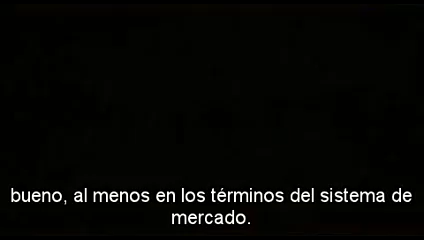 bueno, al menos en los términos del sistema de
mercado.